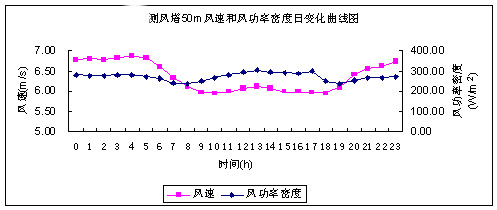 测风塔50m风速和风功率密度日变化曲线图
7.00
6.50
6.00
5.50
5.00
风速(m/s)
400.00
300.00
200.00
100.00
0.00
风功率密度
(W/m²)
0 1 2 3 4 5 6 7 8 9 10 11 12 13 14 15 16 17 18 19 20 21 22 23
时间(h)
风速 风功率密度